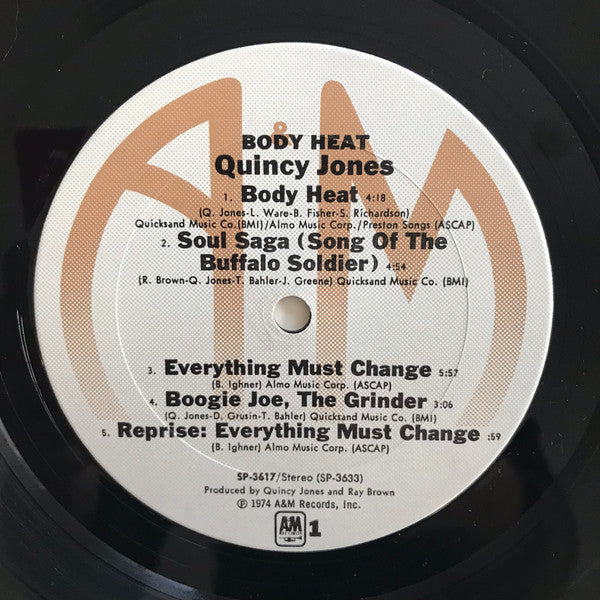 A&M
BODY HEAT
Quincy Jones
1. Body Heat 4:18
(Q. Jones-L. Ware-B. Fisher-S. Richardson)
Quicksand Music Co.(BMI)/Almo Music Corp./Preston Songs (ASCAP)
2. Soul Saga (Song Of The
Buffalo Soldier) 4:54
(R. Brown-Q. Jones-T. Bahler-J. Greene) Quicksand Music Co. (BMI)
3. Everything Must Change 5:57
(B. Ighner) Almo Music Corp. (ASCAP)
4. Boogie Joe, The Grinder 3:06
(Q. Jones-D. Grusin-T. Bahler) Quicksand Music Co. (BMI)
5. Reprise: Everything Must Change :59
(B. Ighner) Almo Music Corp. (ASCAP)
SP-3617/Stereo (SP-3633)
Produced by Quincy Jones and Ray Brown
℗ 1974 A&M Records, Inc.
A&M RECORDS 1